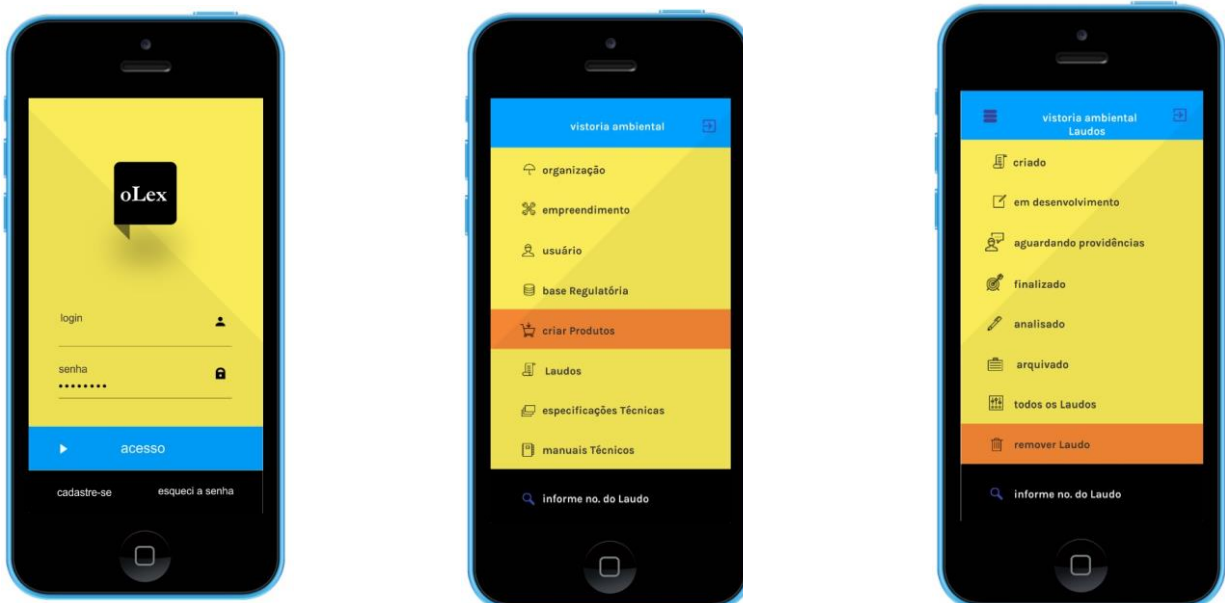 oLex
login
senha
••••••••
acesso
cadastre-se esqueci a senha
vistoria ambiental
organização
empreendimento
usuário
base Regulatória
criar Produtos
Laudos
especificações Técnicas
manuais Técnicos
informe no. do Laudo
vistoria ambiental
Laudos
criado
em desenvolvimento
aguardando providências
finalizado
analisado
arquivado
todos os Laudos
remover Laudo
informe no. do Laudo